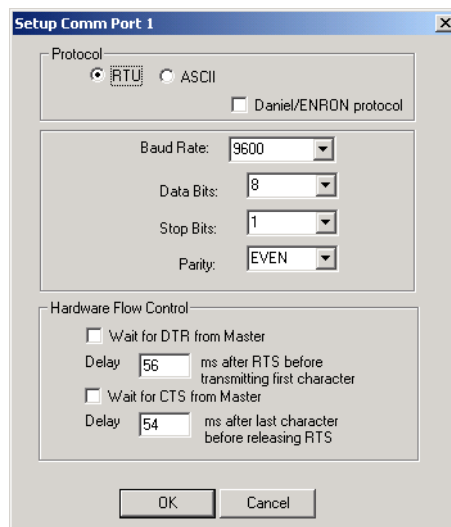 Setup Comm Port 1
Protocol
RTU ASCII
Daniel/ENRON protocol
Baud Rate: 9600
Data Bits: 8
Stop Bits: 1
Parity: EVEN
Hardware Flow Control
Wait for DTR from Master
Delay 56 ms after RTS before
transmitting first character
Wait for CTS from Master
Delay 54 ms after last character
before releasing RTS
OK Cancel